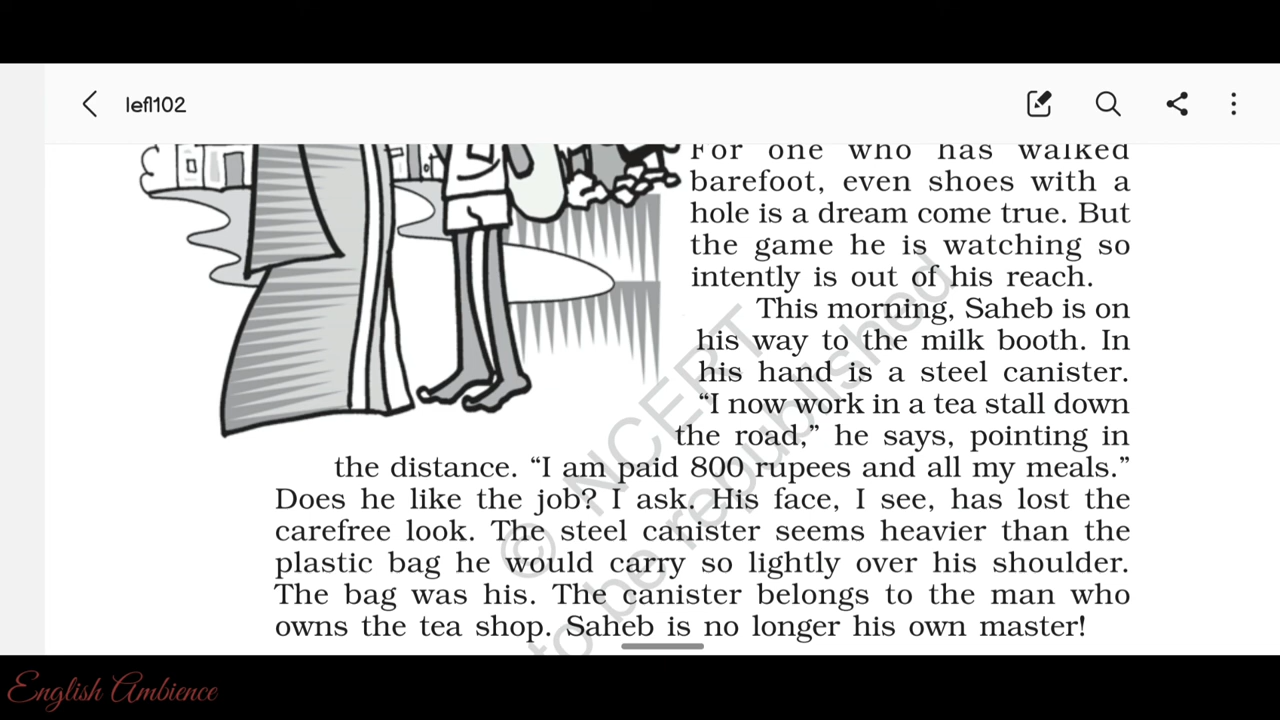 lefl102
For one who has walked
barefoot, even shoes with a
hole is a dream come true. But
the game he is watching so
intently is out of his reach.
This morning, Saheb is on
his way to the milk booth. In
his hand is a steel canister.
“I now work in a tea stall down
the road,” he says, pointing in
the distance. “I am paid 800 rupees and all my meals.”
Does he like the job? I ask. His face, I see, has lost the
carefree look. The steel canister seems heavier than the
plastic bag he would carry so lightly over his shoulder.
The bag was his. The canister belongs to the man who
owns the tea shop. Saheb is no longer his own master!
© NCERT
to be republished
English Ambience